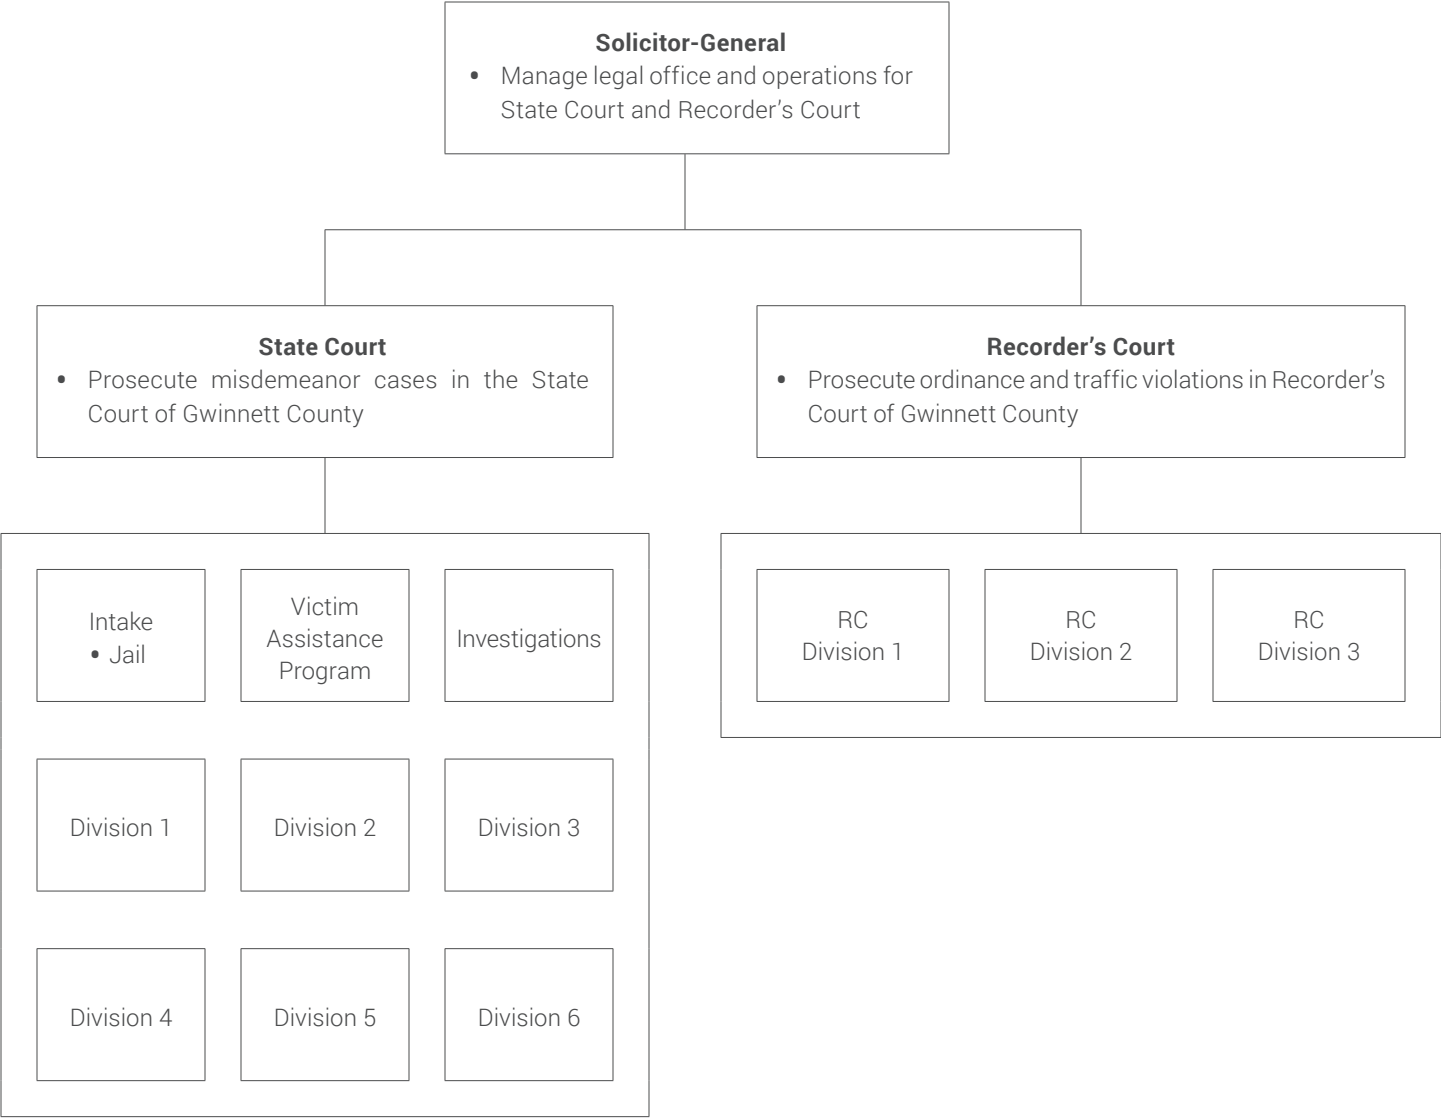 Solicitor-General
• Manage legal office and operations for
State Court and Recorder’s Court
State Court
• Prosecute misdemeanor cases in the State
Court of Gwinnett County
Recorder’s Court
• Prosecute ordinance and traffic violations in Recorder’s
Court of Gwinnett County
Intake
• Jail
Victim
Assistance
Program
Investigations
Division 1
Division 2
Division 3
Division 4
Division 5
Division 6
RC
Division 1
RC
Division 2
RC
Division 3